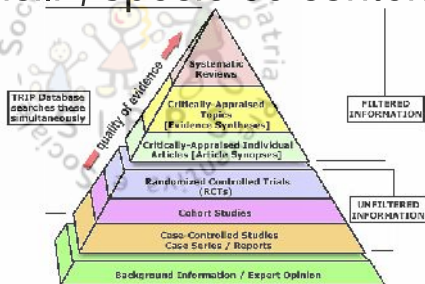 Systematic
Reviews
TRIP Database
searches these
simultaneously
quality of evidence
Critically-Appraised
Topics
[Evidence Syntheses]
FILTERED
INFORMATION
Critically-Appraised Individual
Articles [Article Synopses]
Randomized Controlled Trials
(RCTs)
UNFILTERED
INFORMATION
Cohort Studies
Case-Controlled Studies
Case Series / Reports
Background Information / Expert Opinion